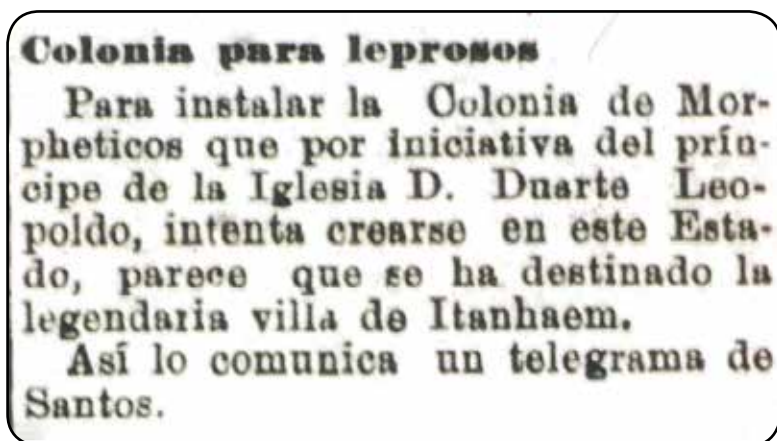 Colonia para leprosos
Para instalar la Colonia de Mor-
pheticos que por iniciativa del prín-
cipe de la Iglesia D. Duarte Leo-
poldo, intenta crearse en este Esta-
do, parece que se ha destinado la
legendaria villa de Itanhaem.
Así lo comunica un telegrama de
Santos.